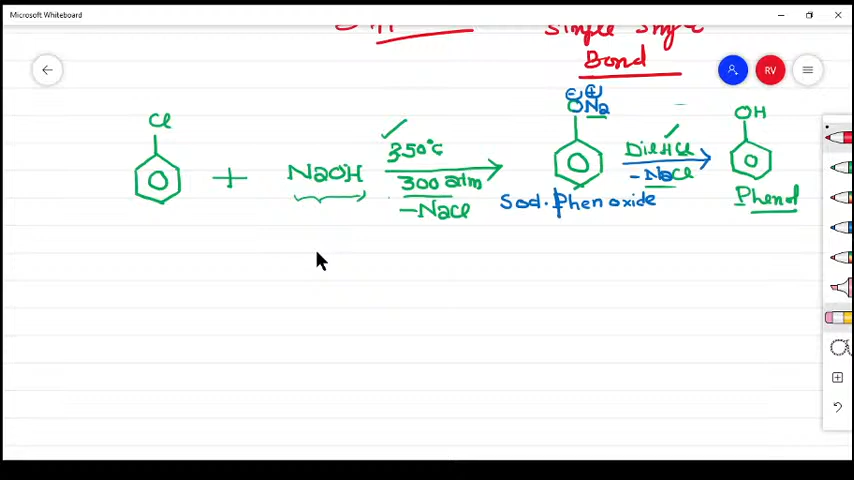 Microsoft Whiteboard
Simple
Bond
RV
Cl
+ NaOH
350°C
300 atm
-NaCl
⊖ ⊕
ONa
Sod. Phenoxide
Dil HCl
- NaCl
OH
Phenol